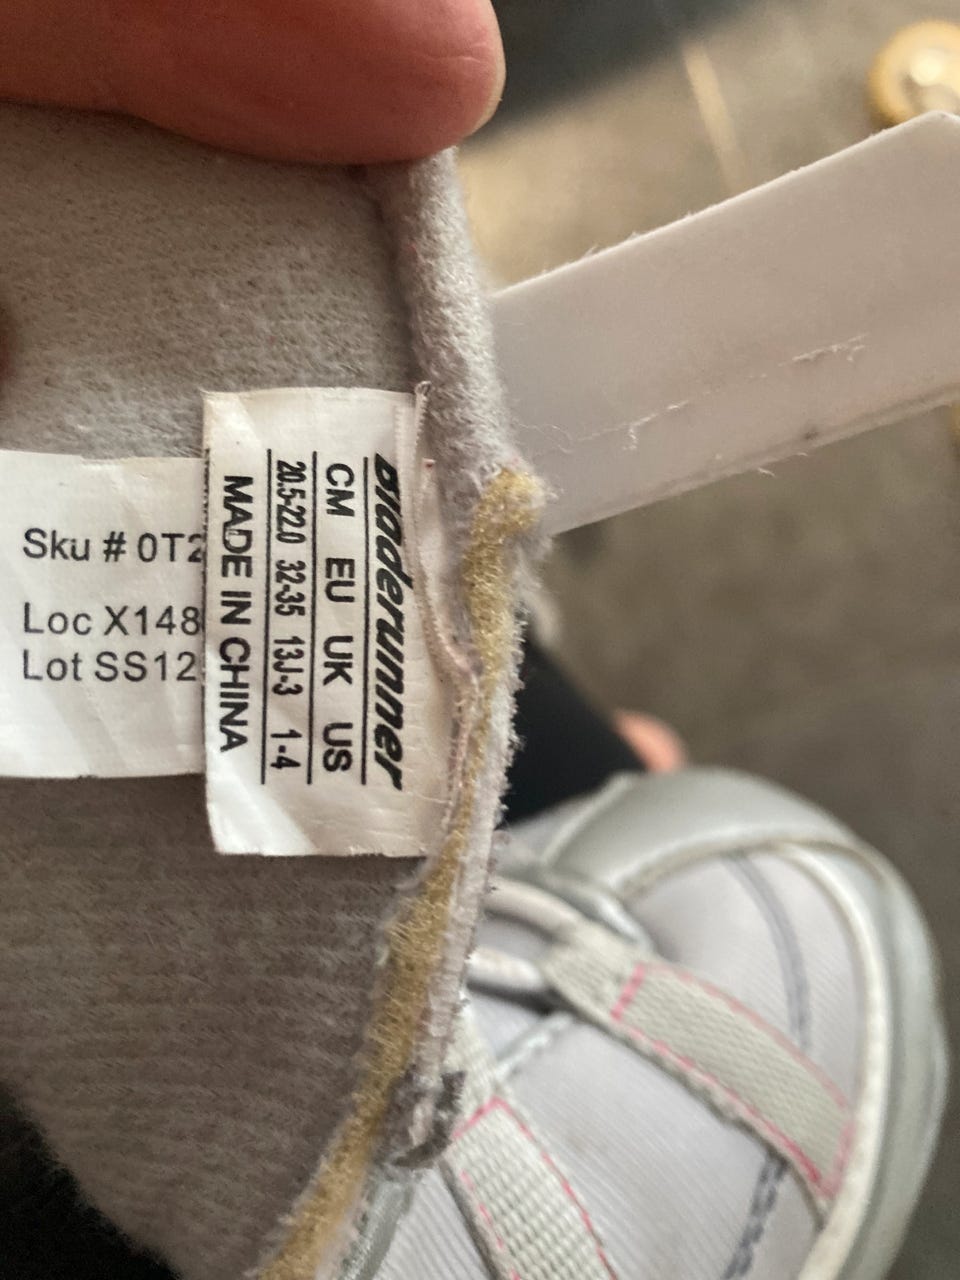 Bladerunner
CM EU UK US
20.5-22.0 32-35 13J-3 1-4
MADE IN CHINA
Sku # 0T2
Loc X148
Lot SS12